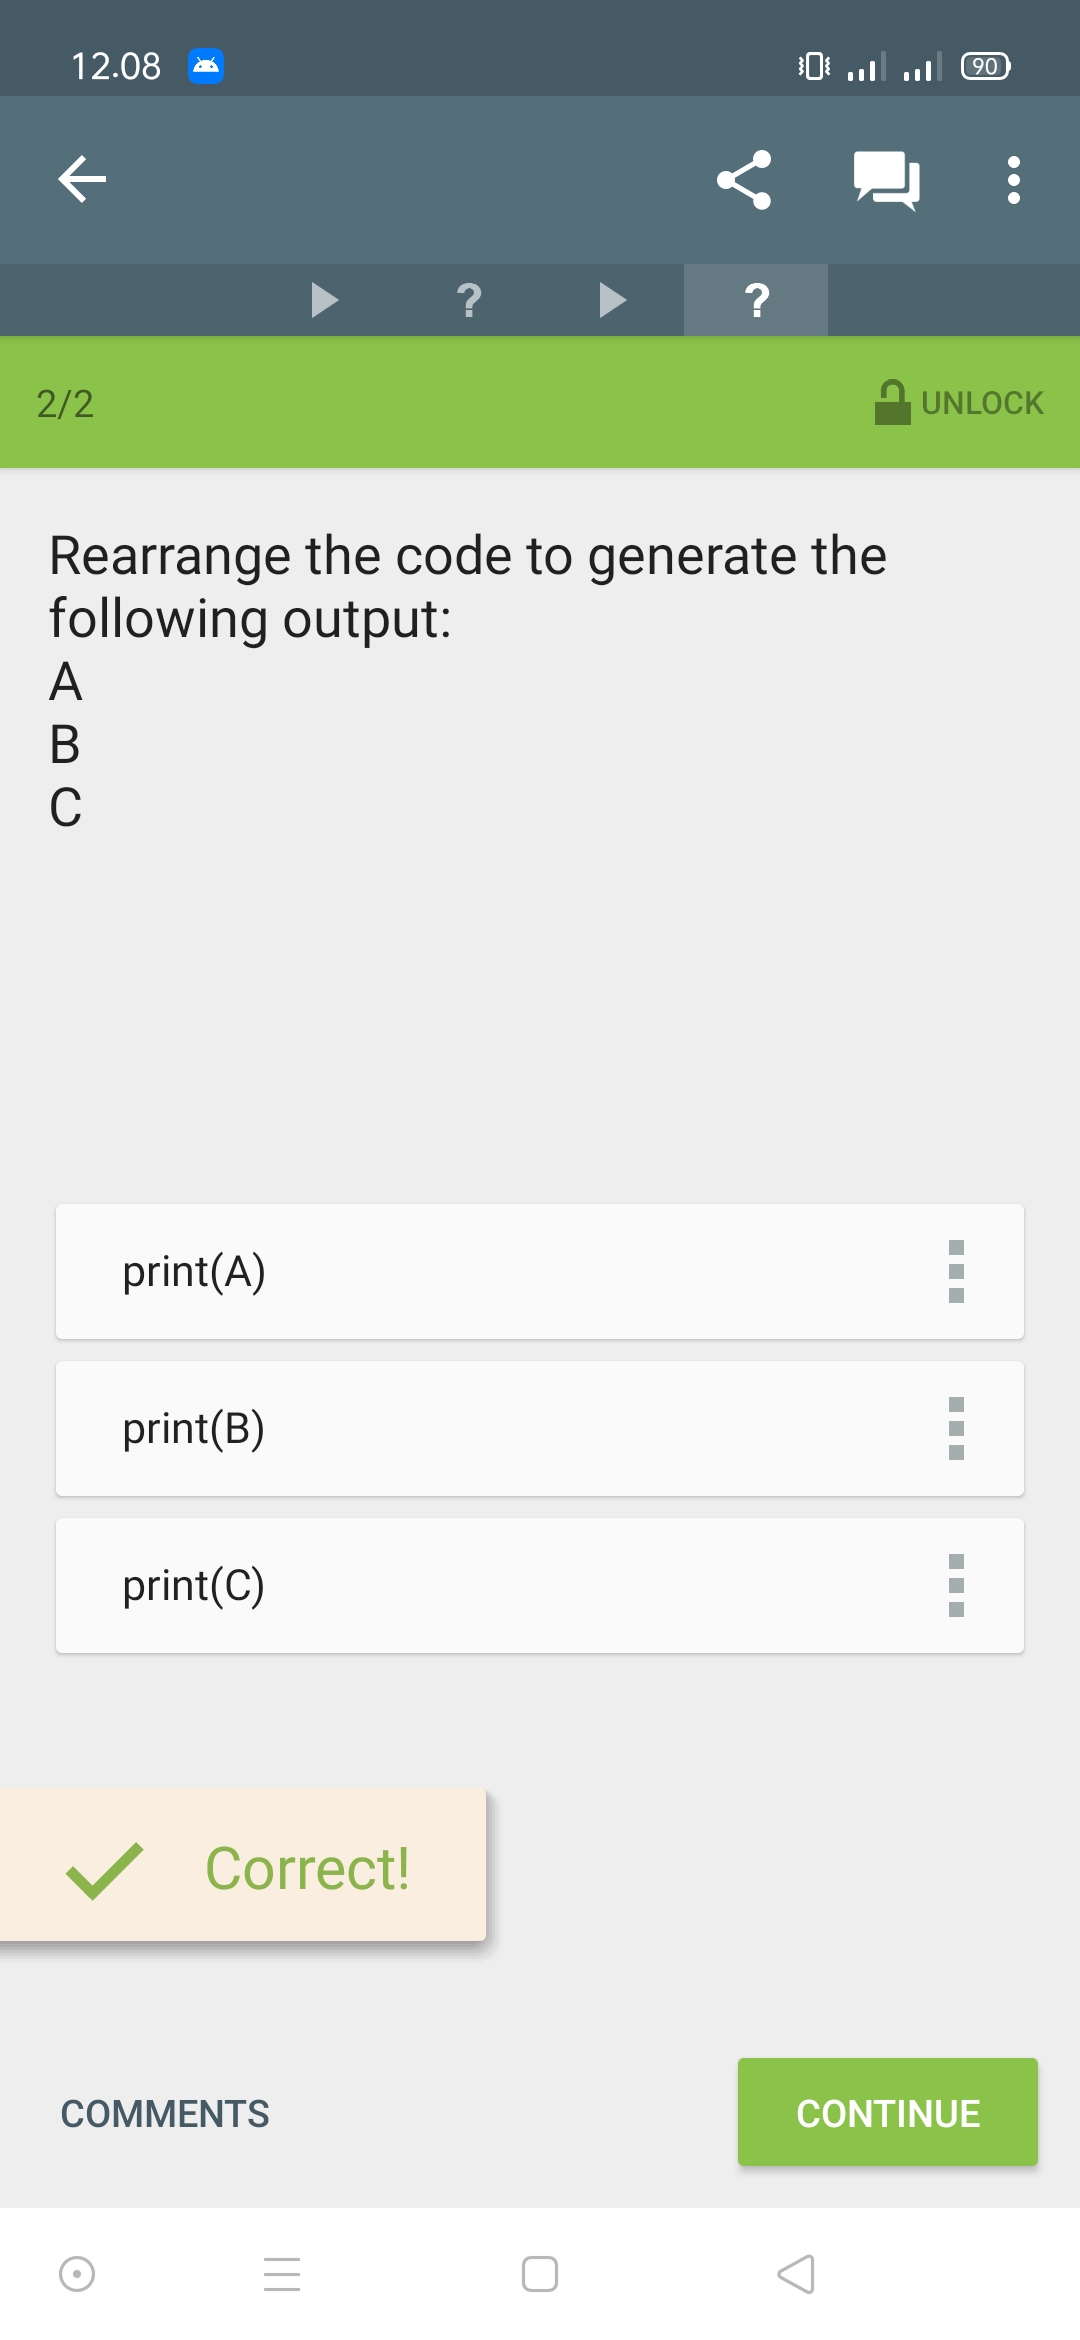 12.08
90
?
?
2/2
UNLOCK
Rearrange the code to generate the
following output:
A
B
C
print(A)
print(B)
print(C)
Correct!
COMMENTS
CONTINUE